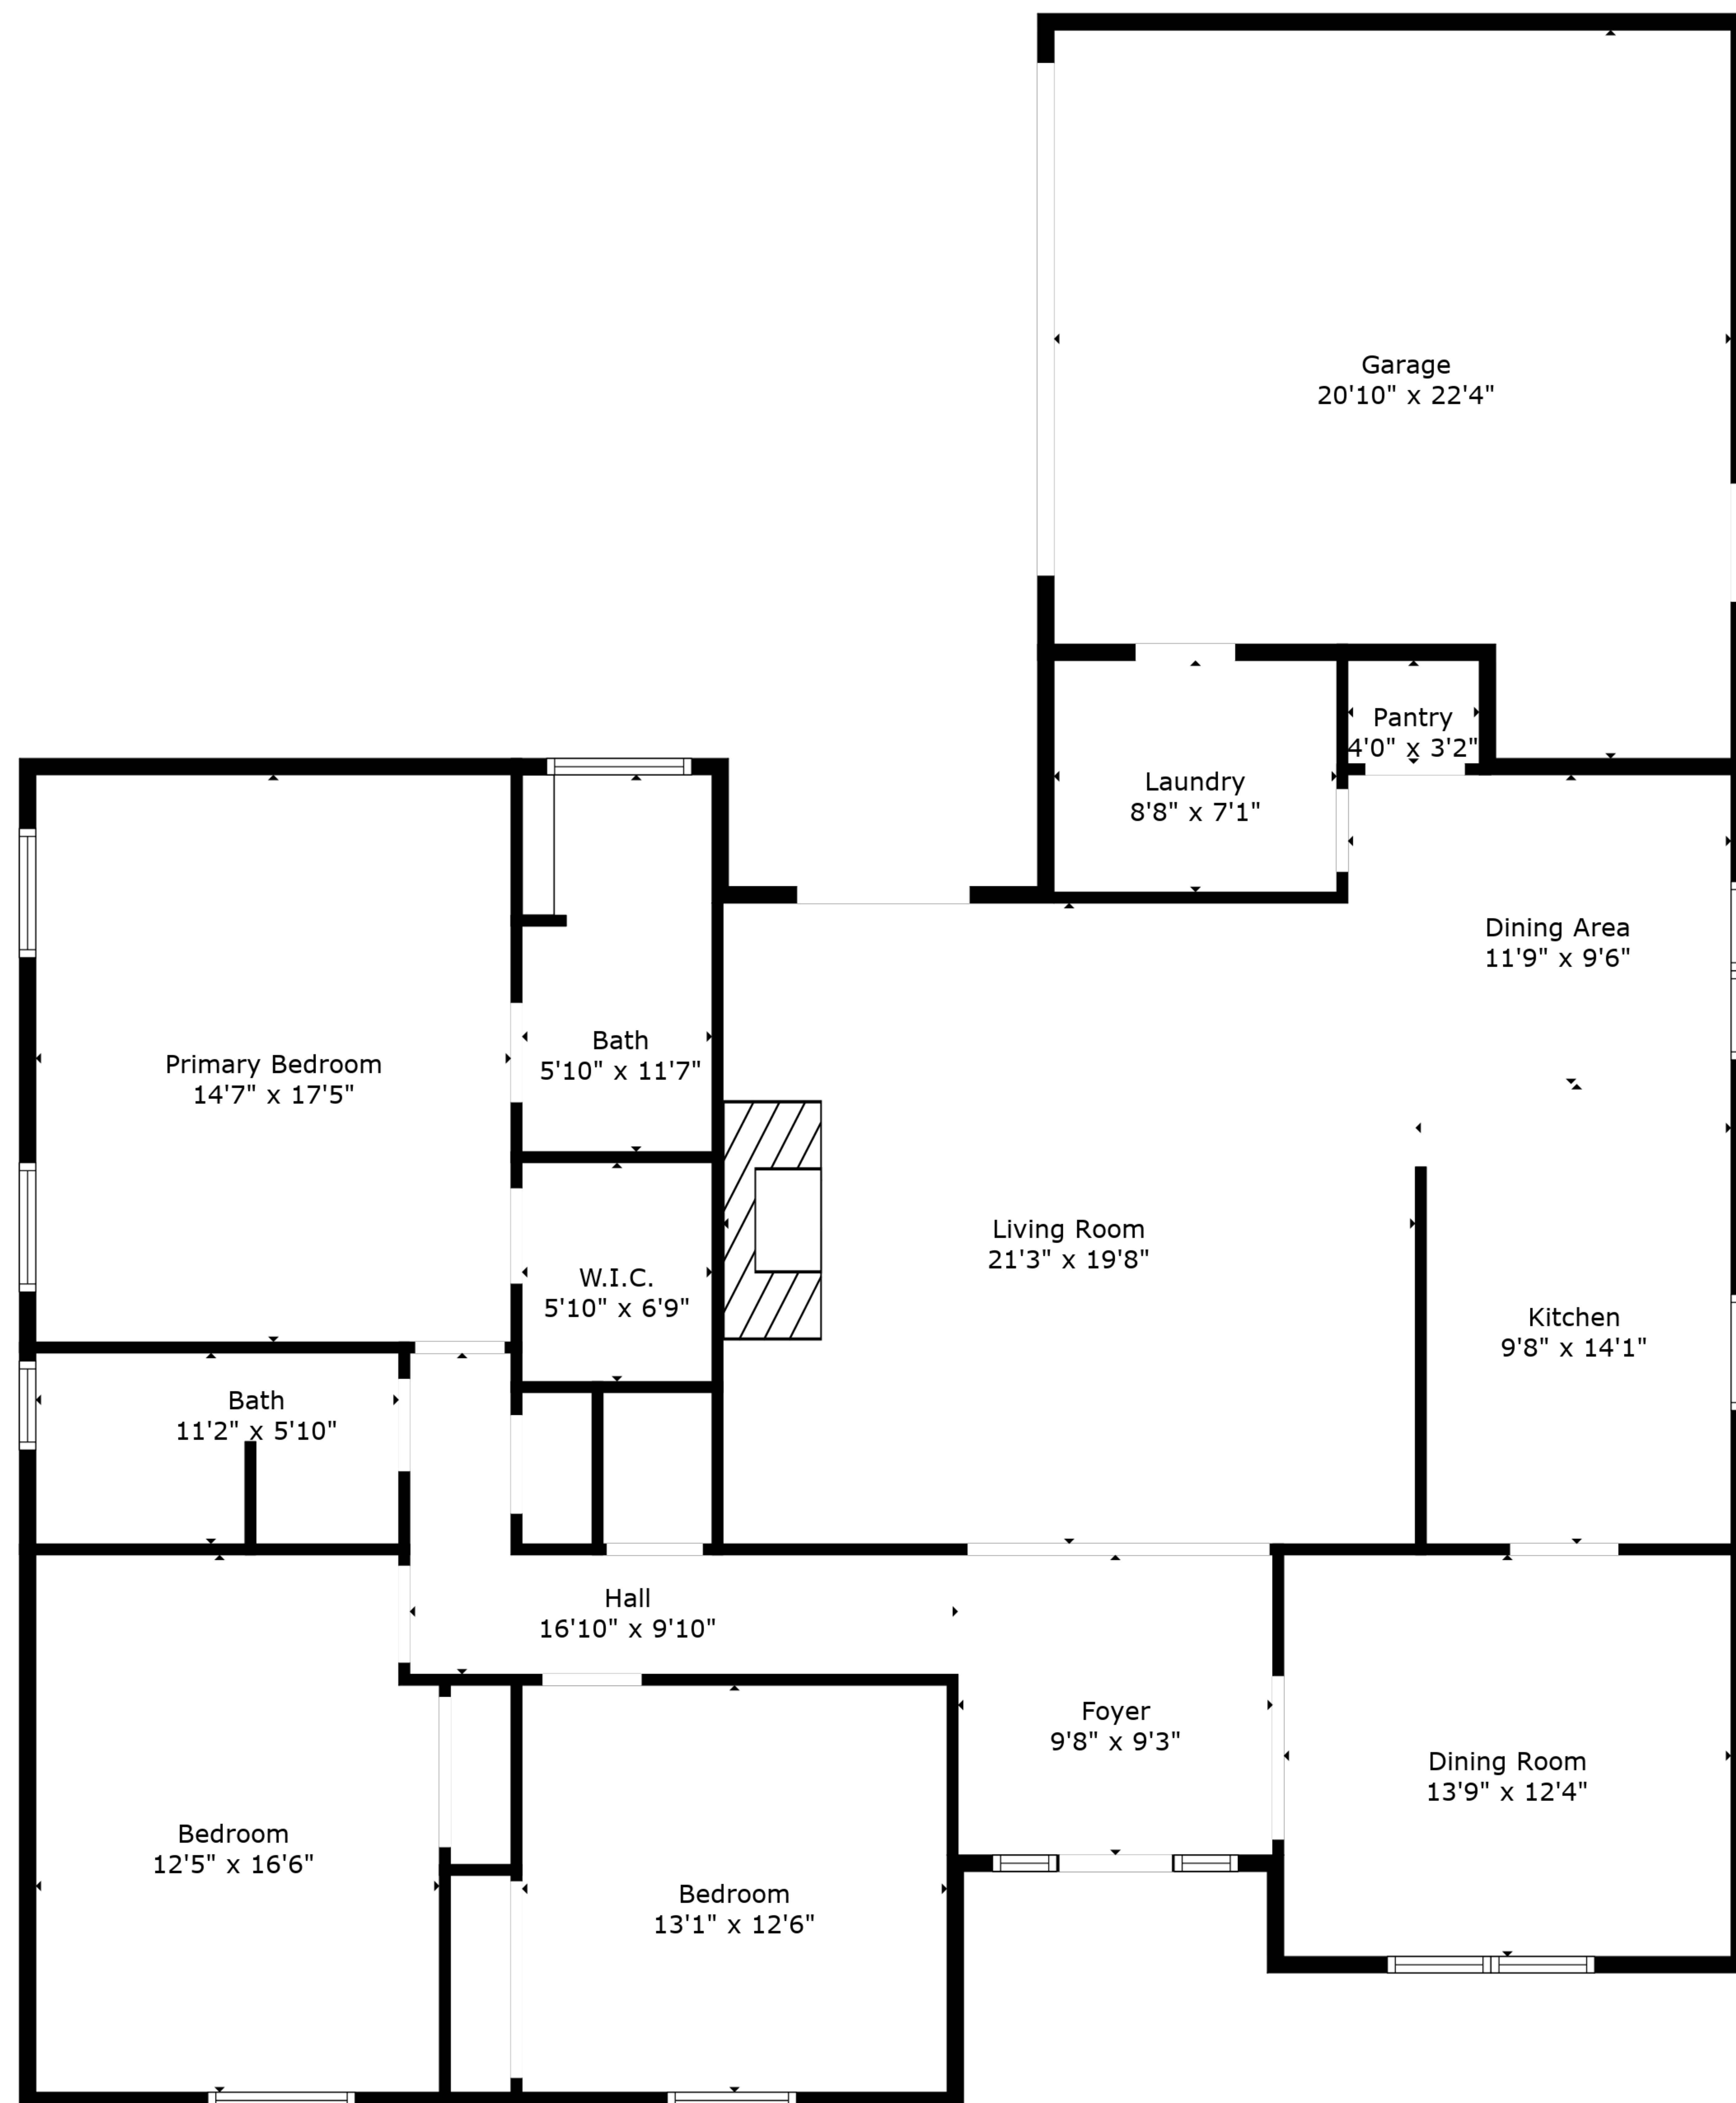 Garage
20'10" x 22'4"
Pantry
4'0" x 3'2"
Laundry
8'8" x 7'1"
Dining Area
11'9" x 9'6"
Bath
5'10" x 11'7"
Primary Bedroom
14'7" x 17'5"
Living Room
21'3" x 19'8"
W.I.C.
5'10" x 6'9"
Kitchen
9'8" x 14'1"
Bath
11'2" x 5'10"
Hall
16'10" x 9'10"
Foyer
9'8" x 9'3"
Dining Room
13'9" x 12'4"
Bedroom
12'5" x 16'6"
Bedroom
13'1" x 12'6"